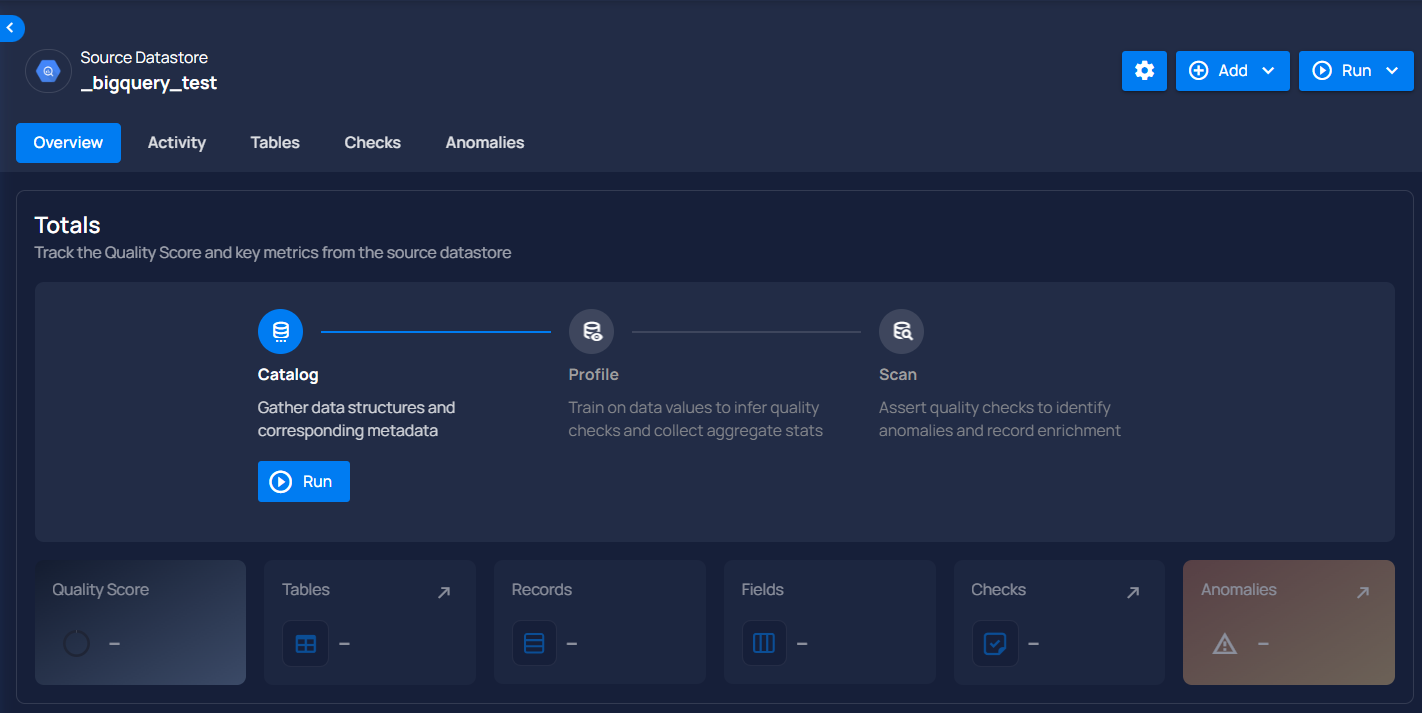 Source Datastore
_bigquery_test
Add
Run
Overview
Activity
Tables
Checks
Anomalies
Totals
Track the Quality Score and key metrics from the source datastore
Catalog
Gather data structures and
corresponding metadata
Run
Profile
Train on data values to infer quality
checks and collect aggregate stats
Scan
Assert quality checks to identify
anomalies and record enrichment
Quality Score
–
Tables
–
Records
–
Fields
–
Checks
–
Anomalies
–